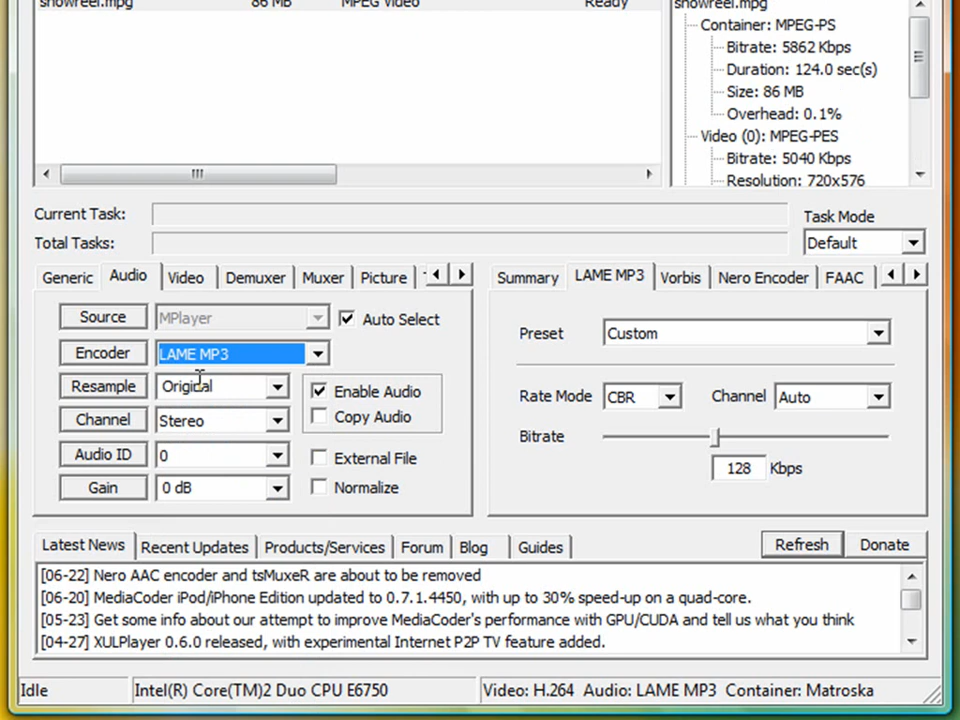 showreel.mpg 86 MB MPEG Video Ready
showreel.mpg
Container: MPEG-PS
Bitrate: 5862 Kbps
Duration: 124.0 sec(s)
Size: 86 MB
Overhead: 0.1%
Video (0): MPEG-PES
Bitrate: 5040 Kbps
Resolution: 720x576
Current Task:
Total Tasks:
Task Mode
Default
Generic Audio Video Demuxer Muxer Picture
Source MPlayer Auto Select
Encoder LAME MP3
Resample Original Enable Audio
Copy Audio
Channel Stereo
Audio ID 0 External File
Gain 0 dB Normalize
Summary LAME MP3 Vorbis Nero Encoder FAAC
Preset Custom
Rate Mode CBR Channel Auto
Bitrate
128 Kbps
Latest News Recent Updates Products/Services Forum Blog Guides Refresh Donate
[06-22] Nero AAC encoder and tsMuxeR are about to be removed
[06-20] MediaCoder iPod/iPhone Edition updated to 0.7.1.4450, with up to 30% speed-up on a quad-core.
[05-23] Get some info about our attempt to improve MediaCoder's performance with GPU/CUDA and tell us what you think
[04-27] XULPlayer 0.6.0 released, with experimental Internet P2P TV feature added.
Idle Intel(R) Core(TM)2 Duo CPU E6750 Video: H.264 Audio: LAME MP3 Container: Matroska